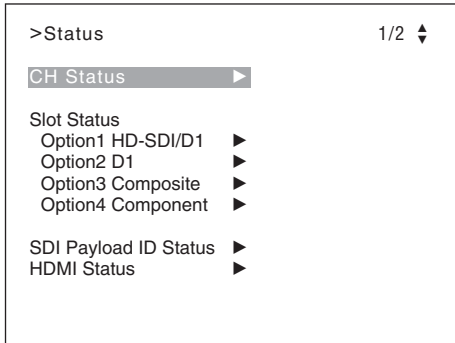 >Status 1/2
CH Status
Slot Status
Option1 HD-SDI/D1
Option2 D1
Option3 Composite
Option4 Component
SDI Payload ID Status
HDMI Status